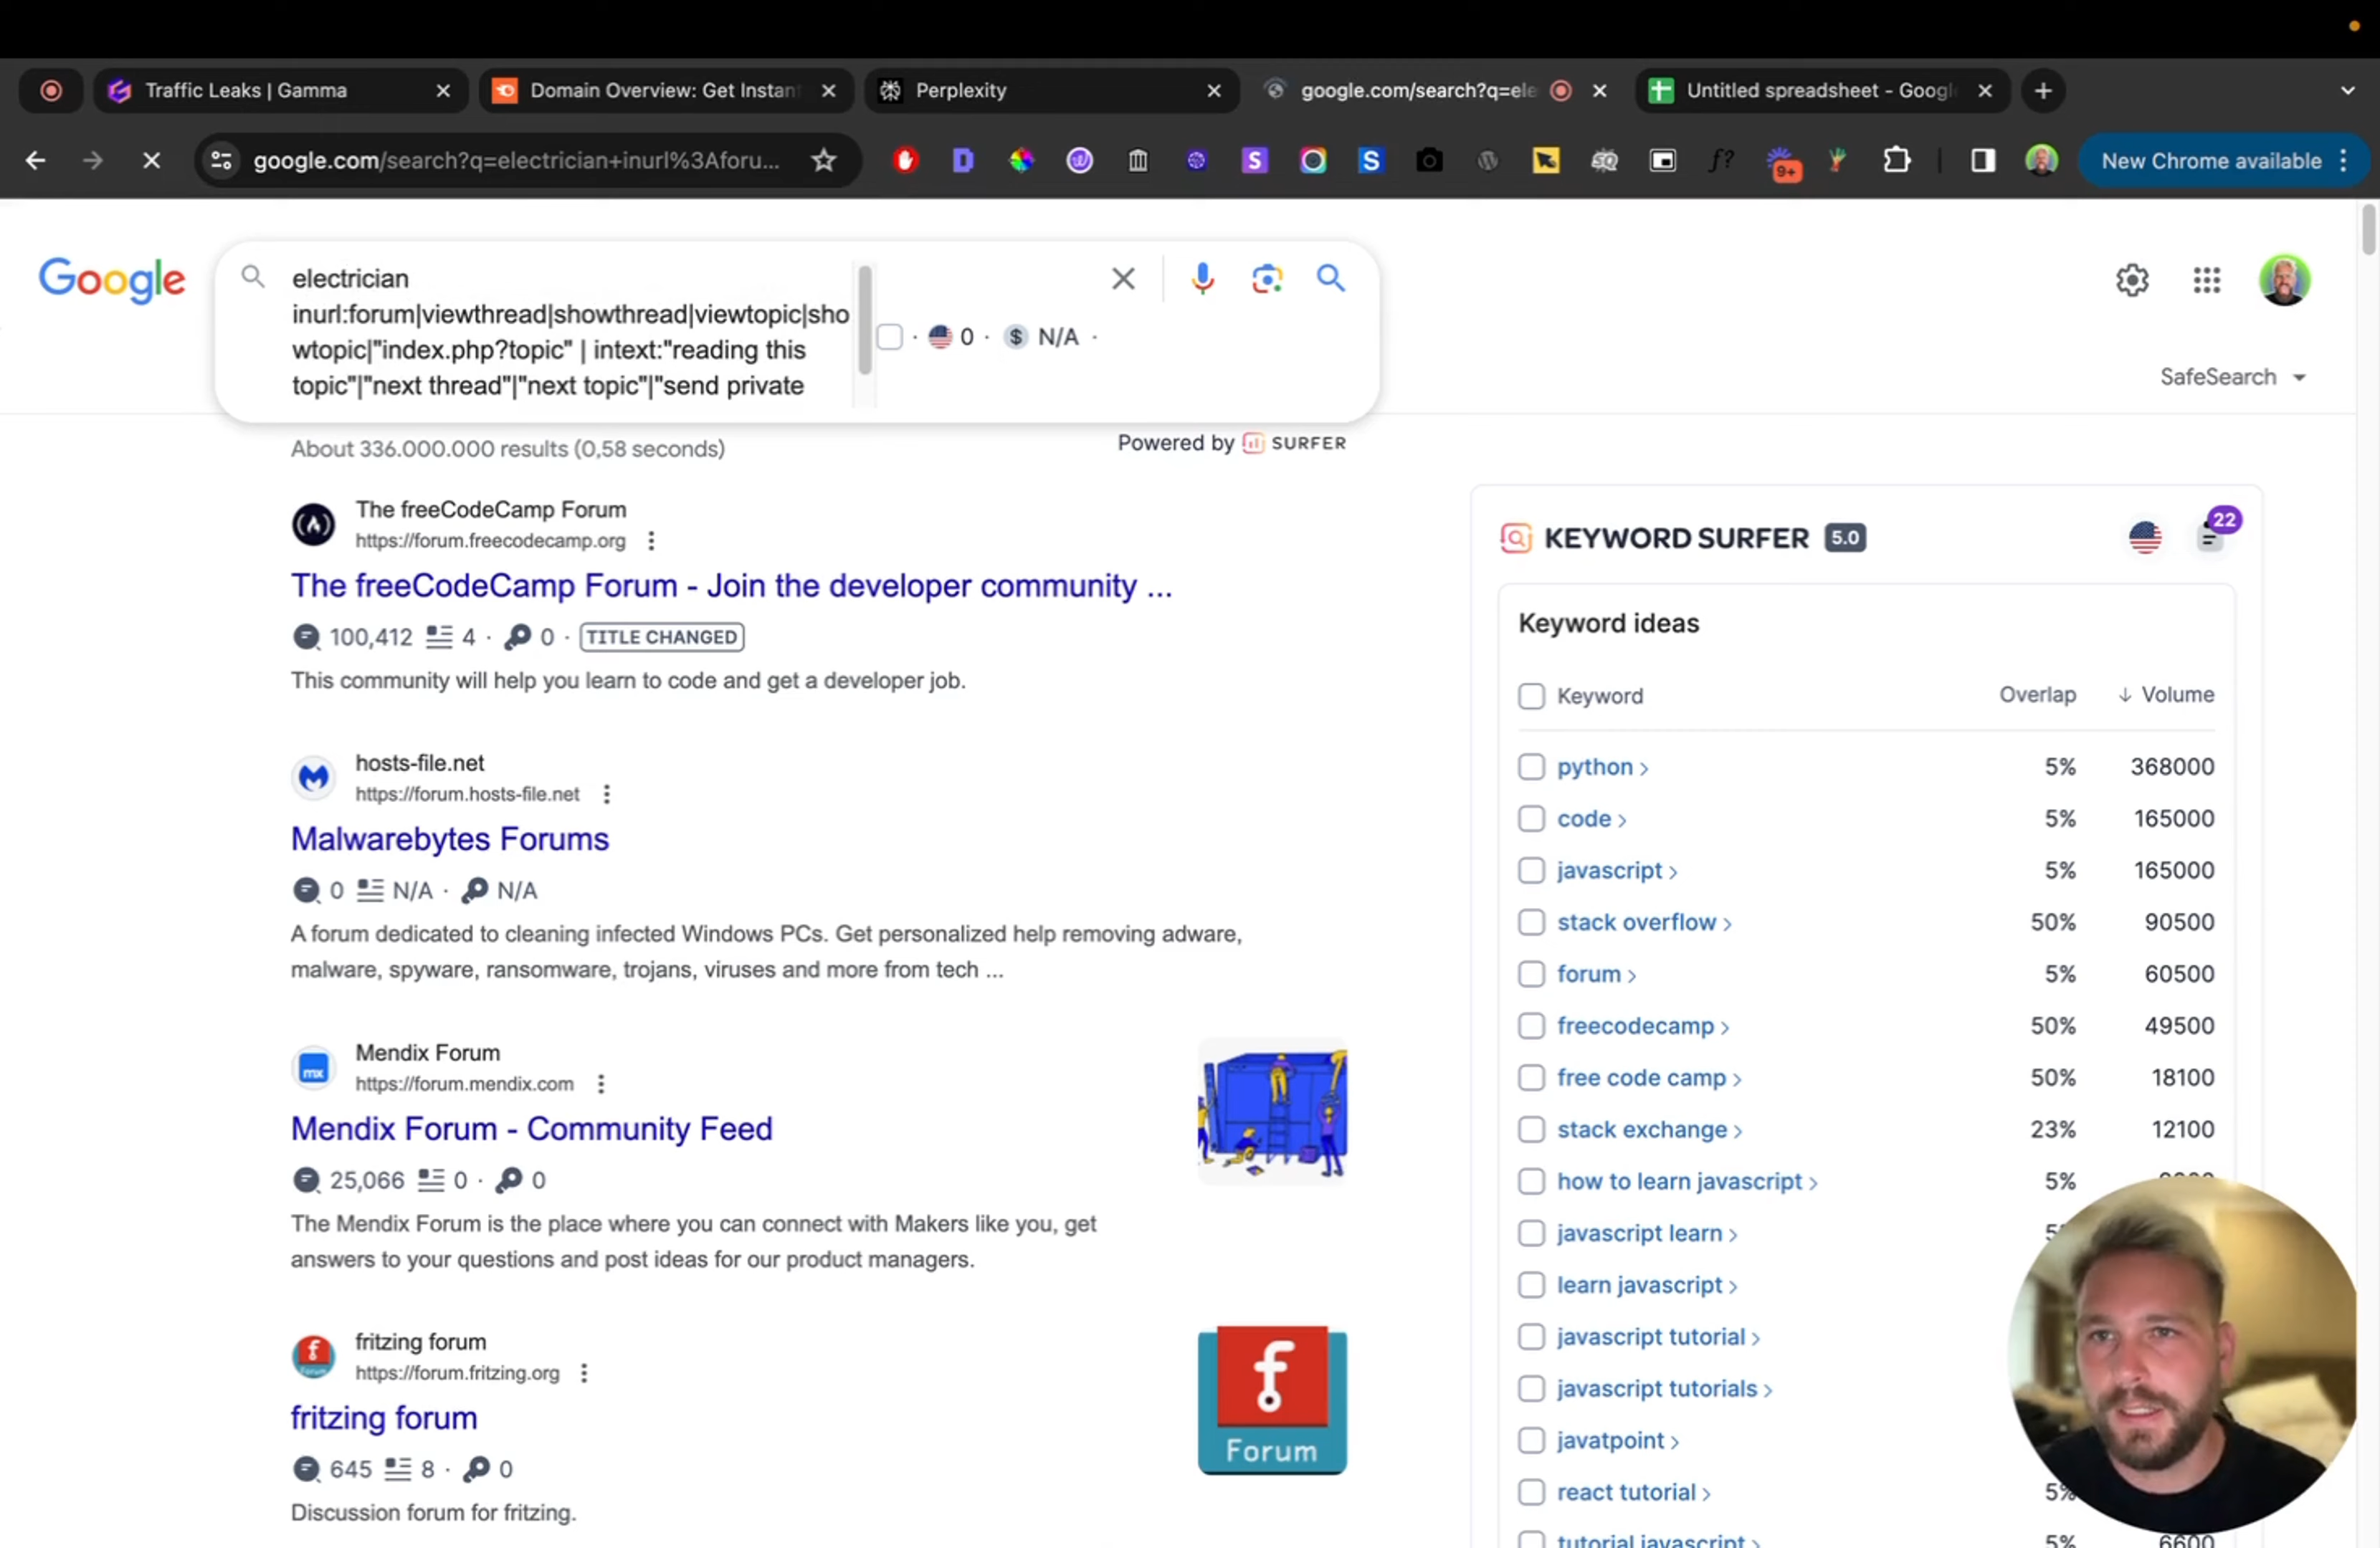 Traffic Leaks | Gamma
Domain Overview: Get Instant
Perplexity
google.com/search?q=ele
Untitled spreadsheet - Googl
google.com/search?q=electrician+inurl%3Aforu...
9+
New Chrome available
Google
electrician
inurl:forum|viewthread|showthread|viewtopic|sho
wtopic|"index.php?topic" | intext:"reading this
topic"|"next thread"|"next topic"|"send private
0 · $ N/A ·
SafeSearch
About 336.000.000 results (0,58 seconds)
Powered by SURFER
The freeCodeCamp Forum
https://forum.freecodecamp.org
The freeCodeCamp Forum - Join the developer community ...
100,412 4 · 0 · TITLE CHANGED
This community will help you learn to code and get a developer job.
hosts-file.net
https://forum.hosts-file.net
Malwarebytes Forums
0 N/A · N/A
A forum dedicated to cleaning infected Windows PCs. Get personalized help removing adware,
malware, spyware, ransomware, trojans, viruses and more from tech ...
mx
Mendix Forum
https://forum.mendix.com
Mendix Forum - Community Feed
25,066 0 · 0
The Mendix Forum is the place where you can connect with Makers like you, get
answers to your questions and post ideas for our product managers.
fritzing forum
https://forum.fritzing.org
fritzing forum
645 8 · 0
Discussion forum for fritzing.
f
Forum
KEYWORD SURFER 5.0
22
Keyword ideas
Keyword Overlap Volume
python 5% 368000
code 5% 165000
javascript 5% 165000
stack overflow 50% 90500
forum 5% 60500
freecodecamp 50% 49500
free code camp 50% 18100
stack exchange 23% 12100
how to learn javascript 5%
javascript learn
learn javascript
javascript tutorial
javascript tutorials
javatpoint
react tutorial 5%
tutorial javascript 5% 6600